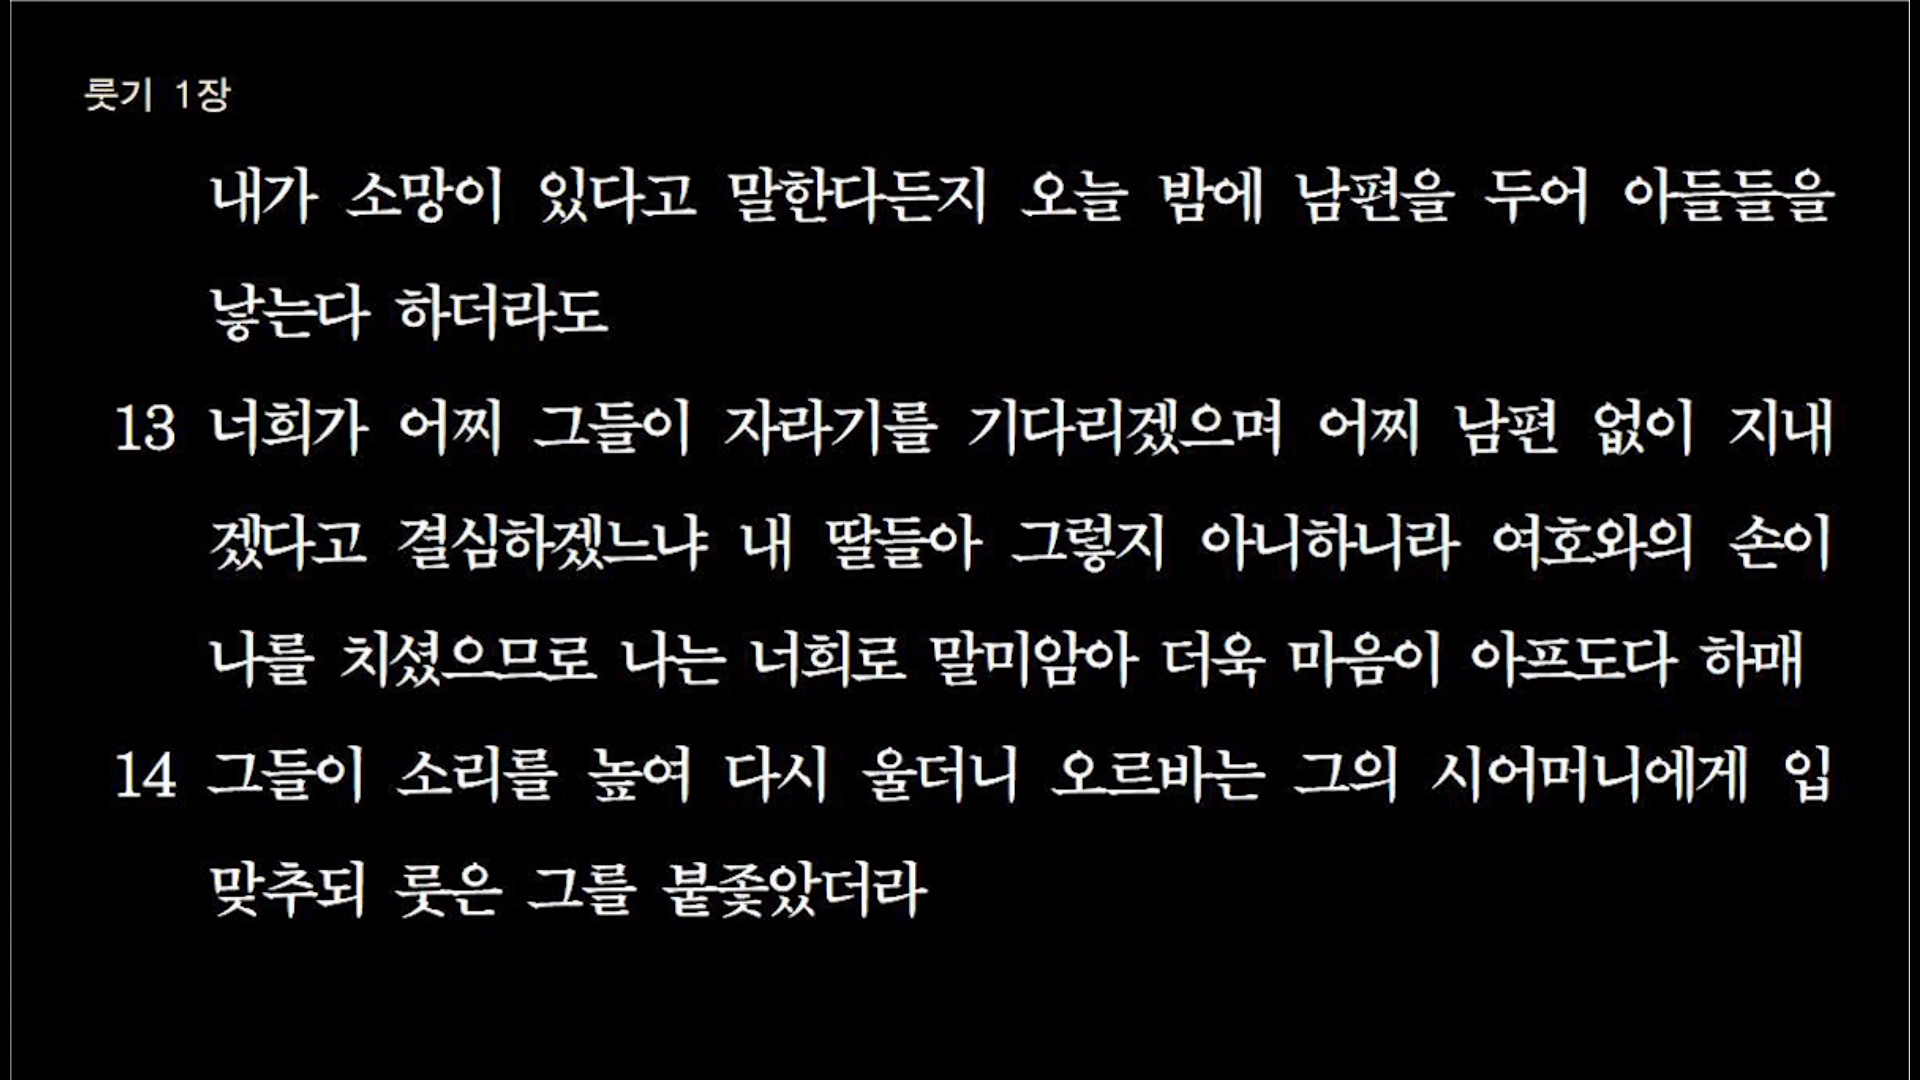 룻기 1장
내가 소망이 있다고 말한다든지 오늘 밤에 남편을 두어 아들들을
낳는다 하더라도
13 너희가 어찌 그들이 자라기를 기다리겠으며 어찌 남편 없이 지내
겠다고 결심하겠느냐 내 딸들아 그렇지 아니하니라 여호와의 손이
나를 치셨으므로 나는 너희로 말미암아 더욱 마음이 아프도다 하매
14 그들이 소리를 높여 다시 울더니 오르바는 그의 시어머니에게 입
맞추되 룻은 그를 붙좇았더라